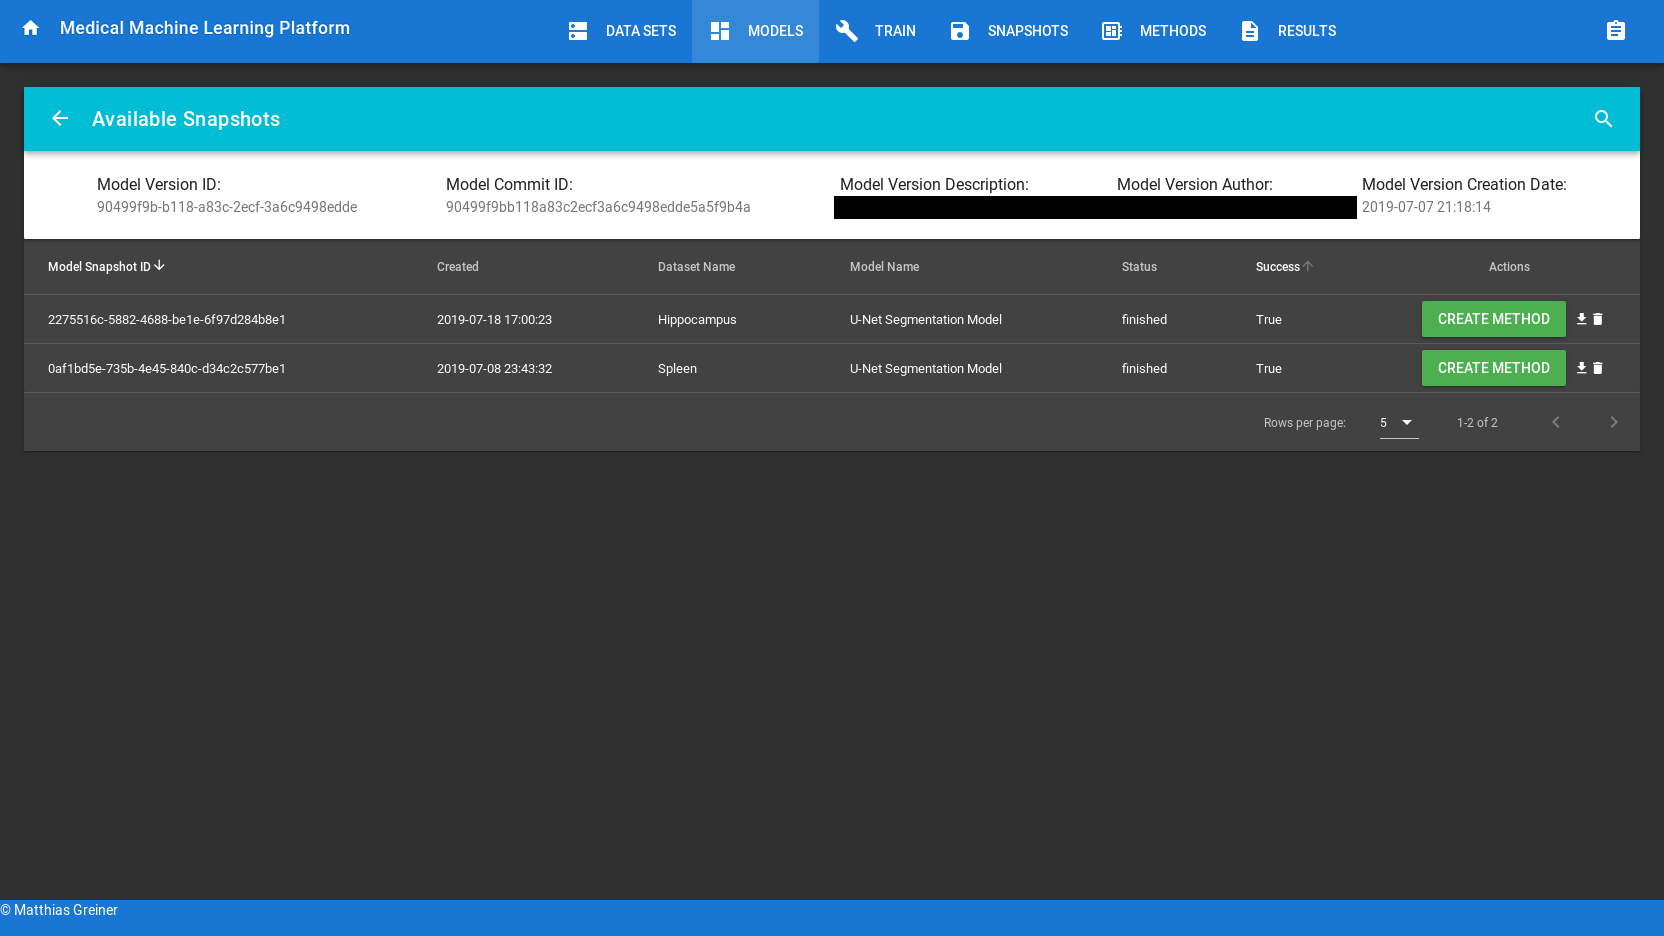 Medical Machine Learning Platform DATA SETS MODELS TRAIN SNAPSHOTS METHODS RESULTS
Available Snapshots
Model Version ID: Model Commit ID: Model Version Description: Model Version Author: Model Version Creation Date:
90499f9b-b118-a83c-2ecf-3a6c9498edde 90499f9bb118a83c2ecf3a6c9498edde5a5f9b4a 2019-07-07 21:18:14
Model Snapshot ID Created Dataset Name Model Name Status Success Actions
2275516c-5882-4688-be1e-6f97d284b8e1 2019-07-18 17:00:23 Hippocampus U-Net Segmentation Model finished True CREATE METHOD
0af1bd5e-735b-4e45-840c-d34c2c577be1 2019-07-08 23:43:32 Spleen U-Net Segmentation Model finished True CREATE METHOD
Rows per page: 5 1-2 of 2
© Matthias Greiner